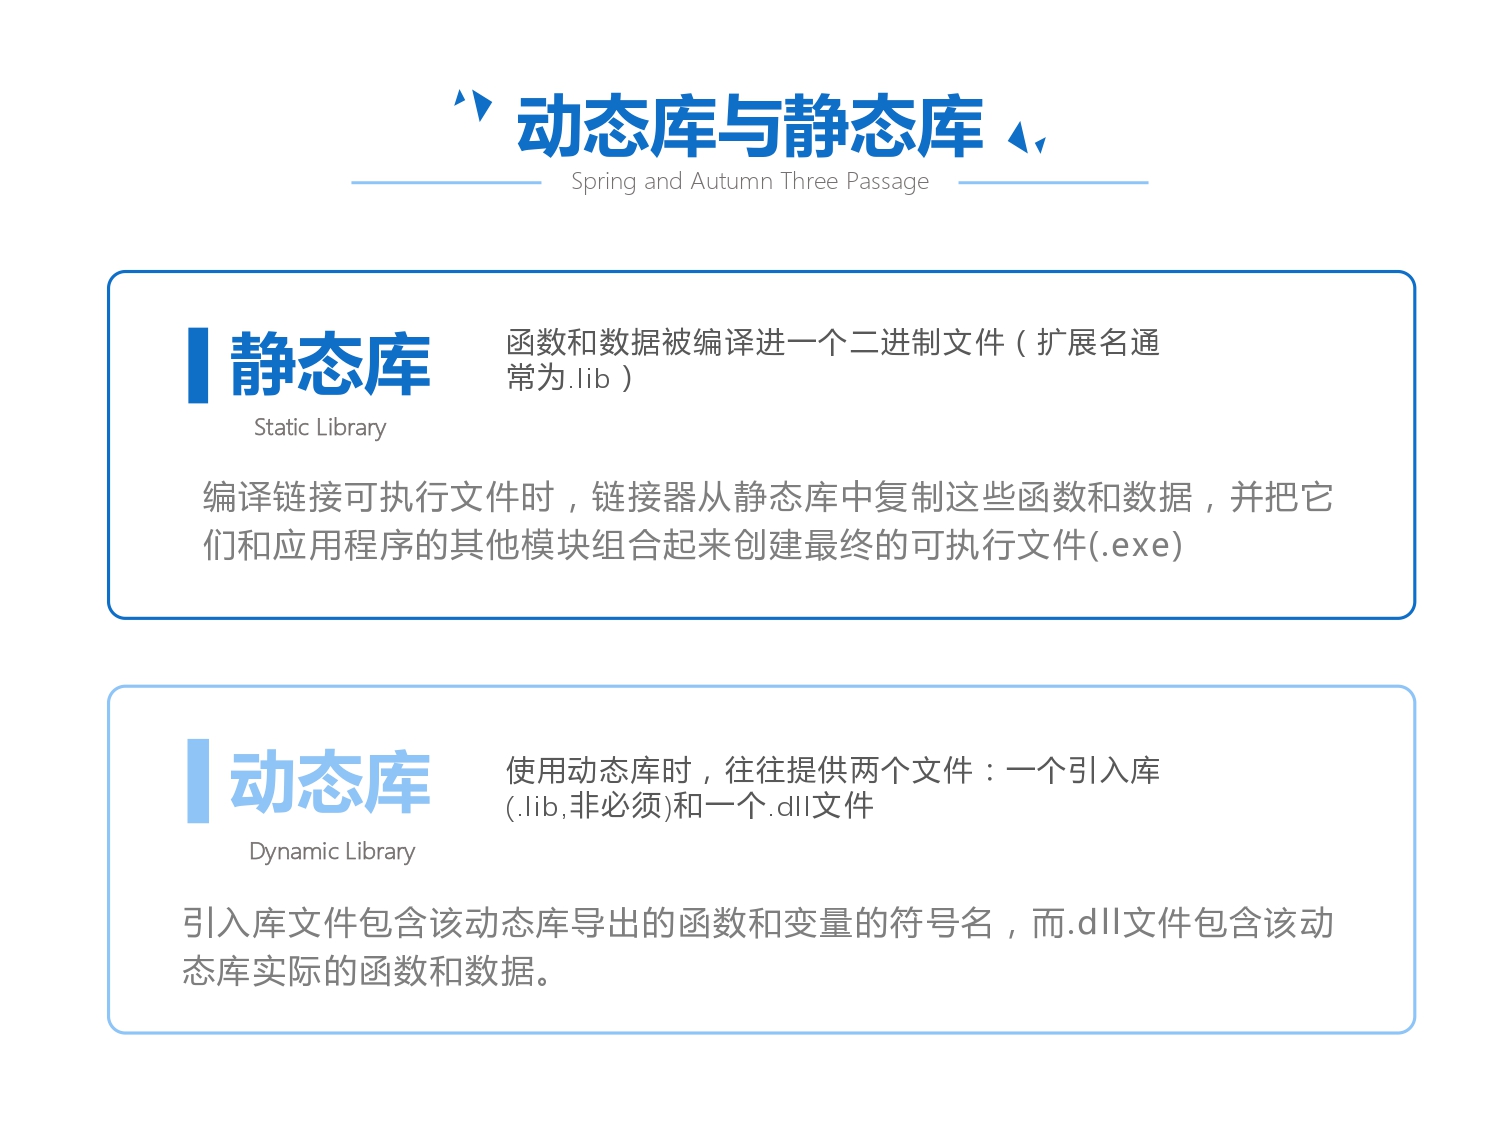 动态库与静态库
Spring and Autumn Three Passage
静态库
Static Library
函数和数据被编译进一个二进制文件（扩展名通
常为.lib）
编译链接可执行文件时，链接器从静态库中复制这些函数和数据，并把它
们和应用程序的其他模块组合起来创建最终的可执行文件(.exe)
动态库
Dynamic Library
使用动态库时，往往提供两个文件：一个引入库
(.lib,非必须)和一个.dll文件
引入库文件包含该动态库导出的函数和变量的符号名，而.dll文件包含该动
态库实际的函数和数据。